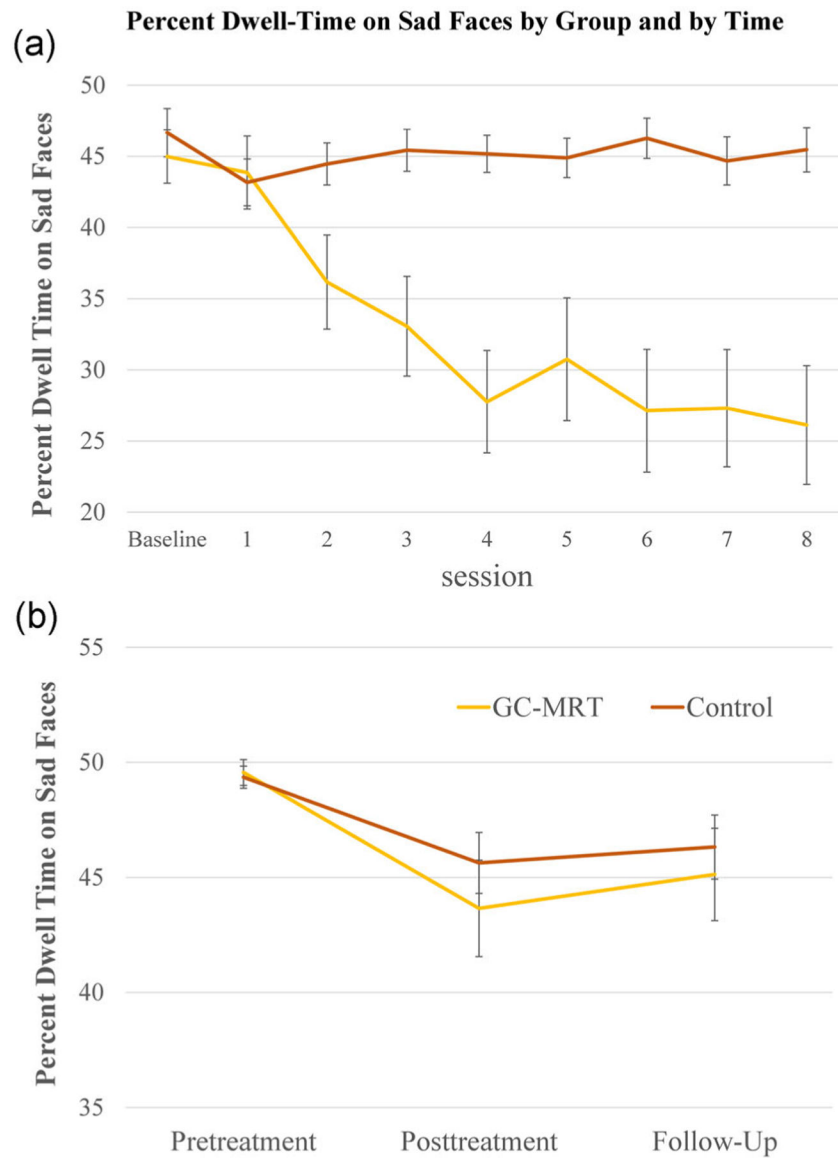 Percent Dwell-Time on Sad Faces by Group and by Time
(a)
Percent Dwell Time on Sad Faces
50
45
40
35
30
25
20
Baseline 1 2 3 4 5 6 7 8
session
(b)
Percent Dwell Time on Sad Faces
55
50
45
40
35
GC-MRT Control
Pretreatment Posttreatment Follow-Up